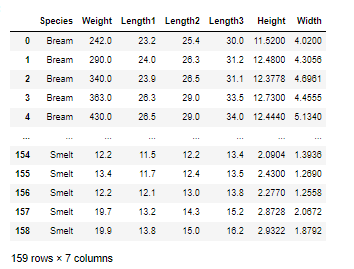 Species Weight Length1 Length2 Length3 Height Width
0 Bream 242.0 23.2 25.4 30.0 11.5200 4.0200
1 Bream 290.0 24.0 26.3 31.2 12.4800 4.3056
2 Bream 340.0 23.9 26.5 31.1 12.3778 4.6961
3 Bream 363.0 26.3 29.0 33.5 12.7300 4.4555
4 Bream 430.0 26.5 29.0 34.0 12.4440 5.1340
... ... ... ... ... ... ... ...
154 Smelt 12.2 11.5 12.2 13.4 2.0904 1.3936
155 Smelt 13.4 11.7 12.4 13.5 2.4300 1.2690
156 Smelt 12.2 12.1 13.0 13.8 2.2770 1.2558
157 Smelt 19.7 13.2 14.3 15.2 2.8728 2.0672
158 Smelt 19.9 13.8 15.0 16.2 2.9322 1.8792
159 rows × 7 columns